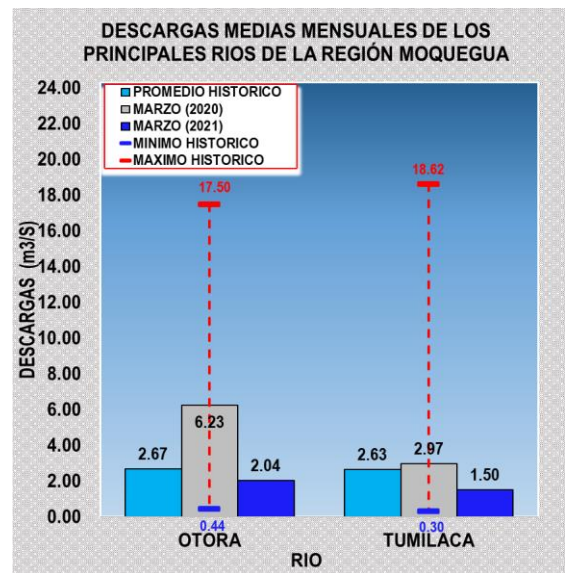 DESCARGAS MEDIAS MENSUALES DE LOS
PRINCIPALES RIOS DE LA REGIÓN MOQUEGUA
24.00
22.00
20.00
18.00
16.00
14.00
12.00
10.00
8.00
6.00
4.00
2.00
0.00
DESCARGAS (m3/S)
PROMEDIO HISTORICO
MARZO (2020)
MARZO (2021)
MINIMO HISTORICO
MAXIMO HISTORICO
17.50
18.62
6.23
2.67
2.04
2.63
2.97
1.50
0.44
0.30
OTORA
TUMILACA
RIO